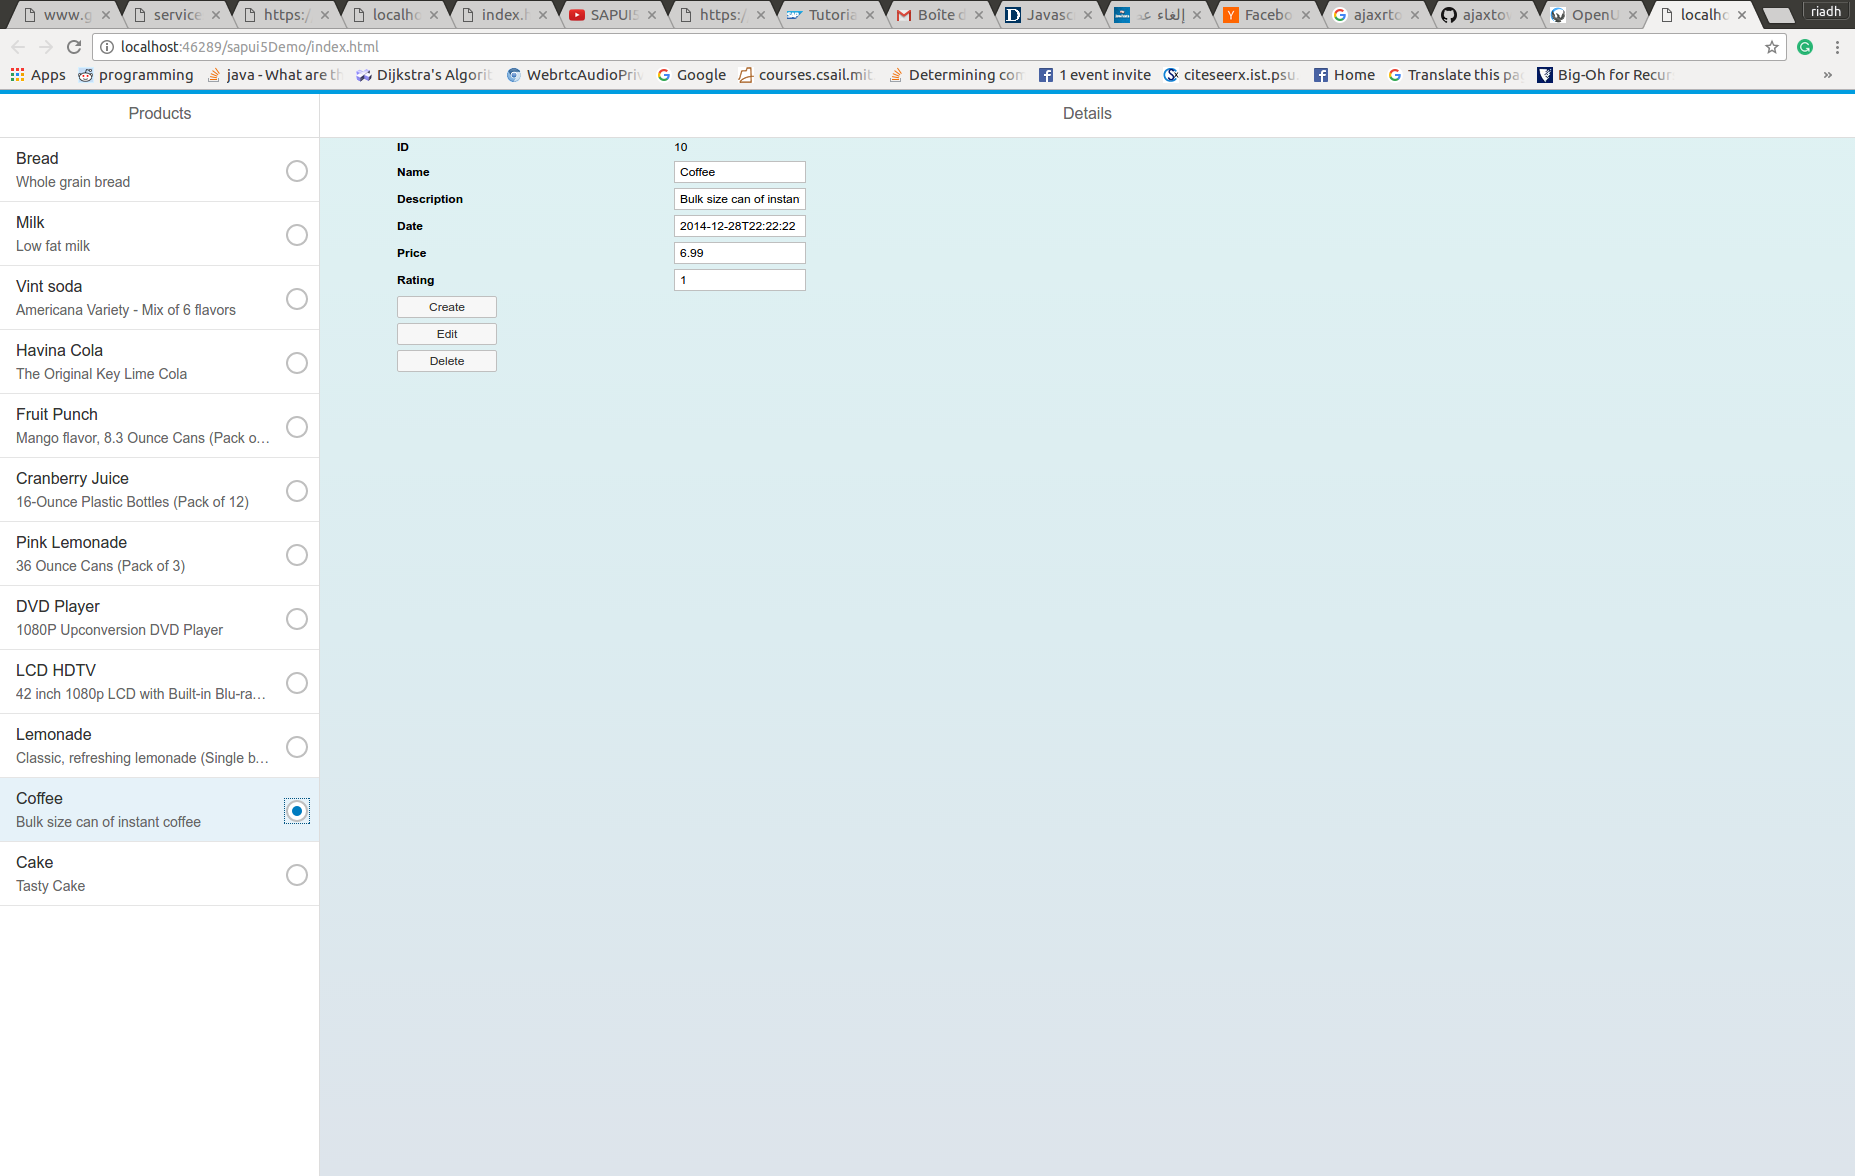 www.g
service
https:/
localho
index.h
SAPUI5
https:/
Tutoria
Boîte d
Javasc
إلغاء عد
Facebo
ajaxrto
ajaxtov
OpenU
localho
riadh
localhost:46289/sapui5Demo/index.html
Apps
programming
java - What are th
Dijkstra's Algorit
WebrtcAudioPriv
Google
courses.csail.mit.
Determining com
1 event invite
citeseerx.ist.psu.
Home
Translate this pa
Big-Oh for Recur
»
Products
Details
Bread
Whole grain bread
Milk
Low fat milk
Vint soda
Americana Variety - Mix of 6 flavors
Havina Cola
The Original Key Lime Cola
Fruit Punch
Mango flavor, 8.3 Ounce Cans (Pack o...
Cranberry Juice
16-Ounce Plastic Bottles (Pack of 12)
Pink Lemonade
36 Ounce Cans (Pack of 3)
DVD Player
1080P Upconversion DVD Player
LCD HDTV
42 inch 1080p LCD with Built-in Blu-ra...
Lemonade
Classic, refreshing lemonade (Single b...
Coffee
Bulk size can of instant coffee
Cake
Tasty Cake
ID 10
Name Coffee
Description Bulk size can of instan
Date 2014-12-28T22:22:22
Price 6.99
Rating 1
Create
Edit
Delete